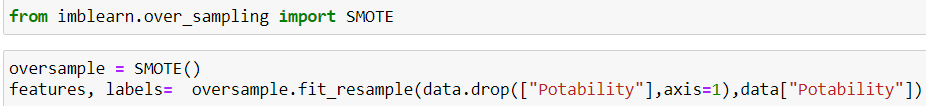 from imblearn.over_sampling import SMOTE
oversample = SMOTE()
features, labels=  oversample.fit_resample(data.drop(["Potability"],axis=1),data["Potability"])